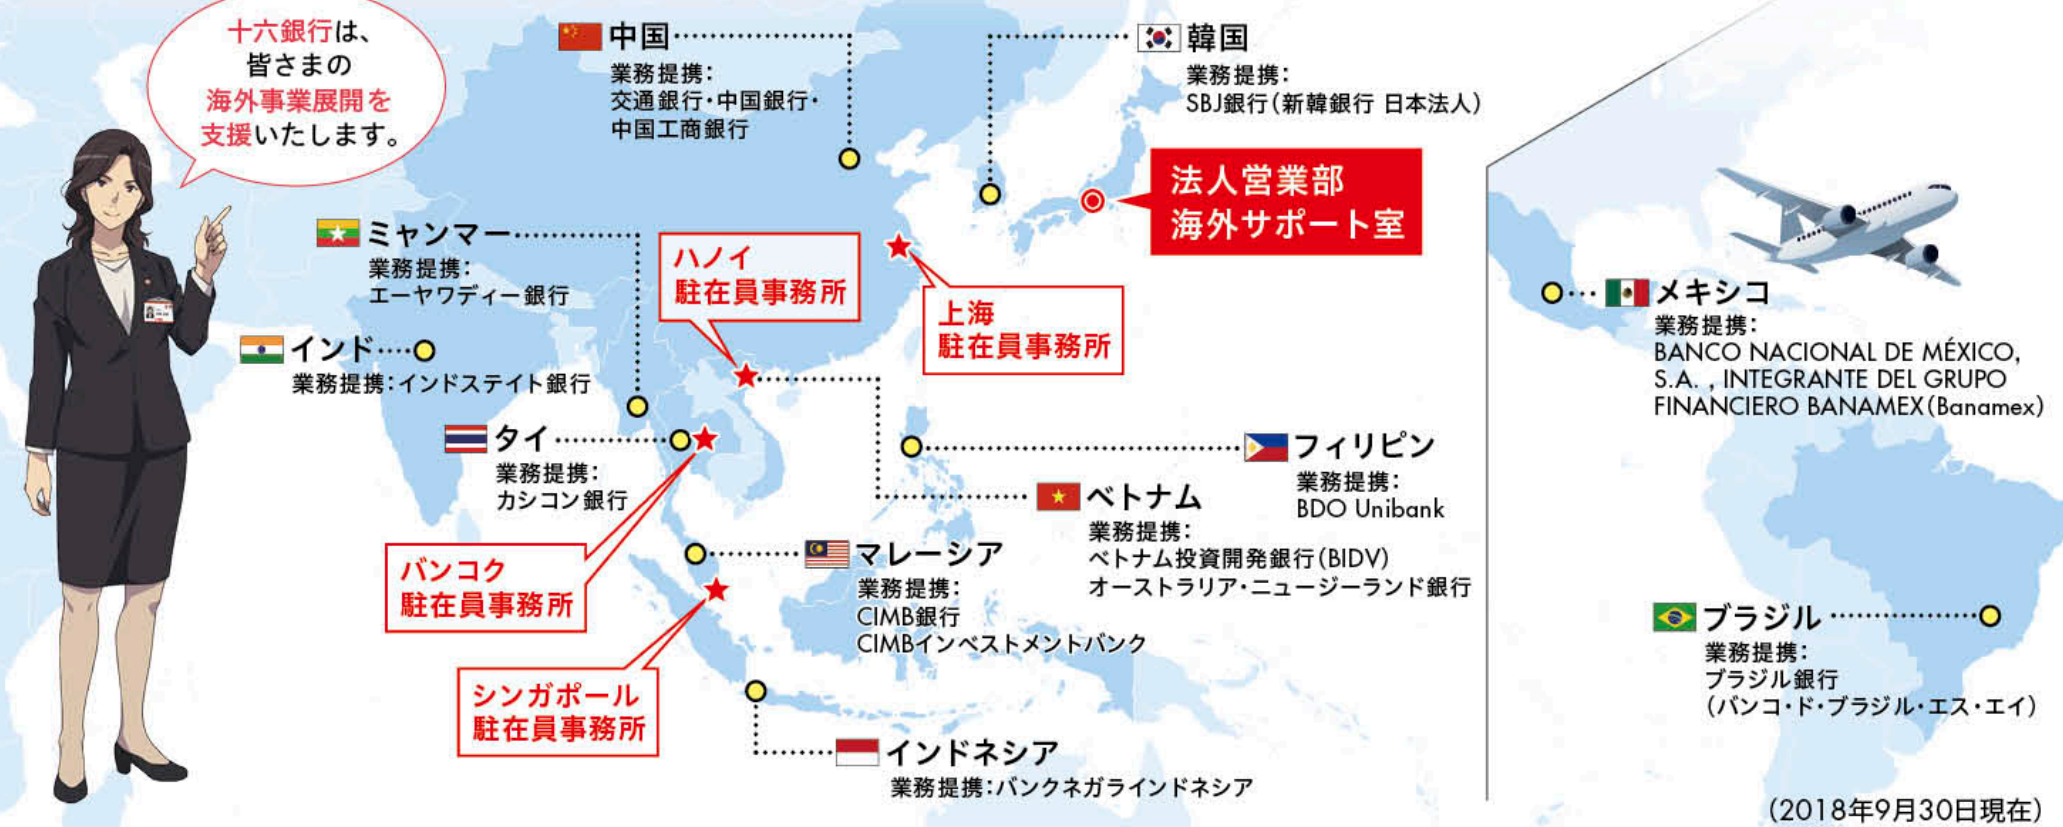 十六銀行は、
皆さまの
海外事業展開を
支援いたします。
中国
業務提携:
交通銀行・中国銀行・
中国工商銀行
韓国
業務提携:
SBJ銀行(新韓銀行 日本法人)
法人営業部
海外サポート室
ミャンマー
業務提携:
エーヤワディー銀行
ハノイ
駐在員事務所
上海
駐在員事務所
インド
業務提携:インドステイト銀行
タイ
業務提携:
カシコン銀行
バンコク
駐在員事務所
フィリピン
業務提携:
BDO Unibank
ベトナム
業務提携:
ベトナム投資開発銀行(BIDV)
オーストラリア・ニュージーランド銀行
マレーシア
業務提携:
CIMB銀行
CIMBインベストメントバンク
シンガポール
駐在員事務所
インドネシア
業務提携:バンクネガラインドネシア
メキシコ
業務提携:
BANCO NACIONAL DE MÉXICO,
S.A. , INTEGRANTE DEL GRUPO
FINANCIERO BANAMEX(Banamex)
ブラジル
業務提携:
ブラジル銀行
(バンコ・ド・ブラジル・エス・エイ)
(2018年9月30日現在)